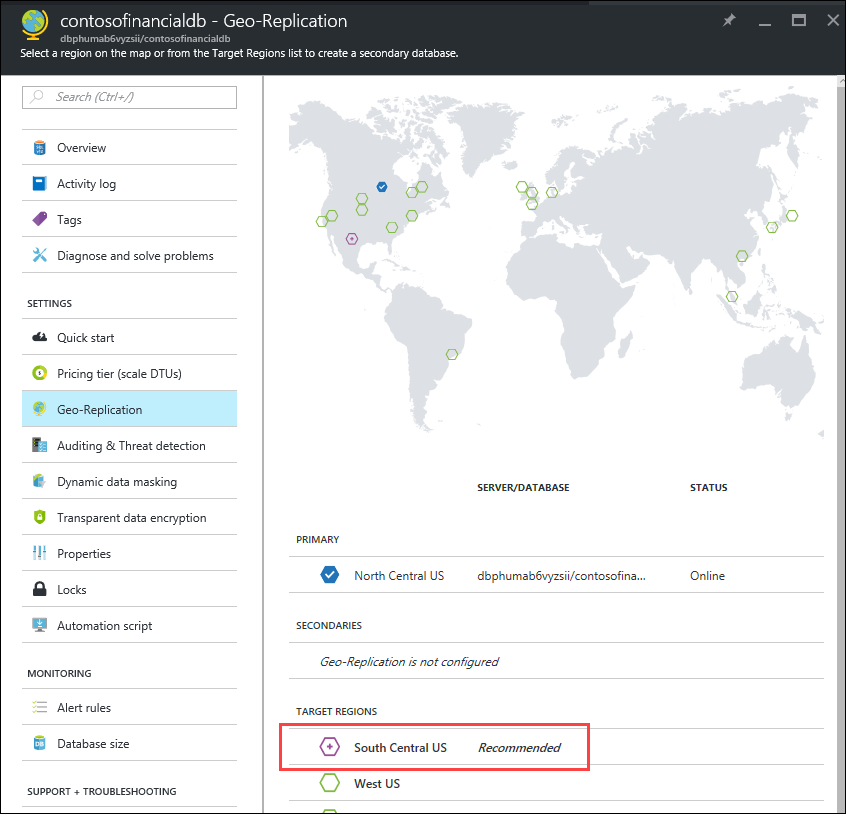 contosofinancialdb - Geo-Replication
dbphumab6vyzsii/contosofinancialdb
Select a region on the map or from the Target Regions list to create a secondary database.
Search (Ctrl+/)
Overview
Activity log
Tags
Diagnose and solve problems
SETTINGS
Quick start
Pricing tier (scale DTUs)
Geo-Replication
Auditing & Threat detection
Dynamic data masking
Transparent data encryption
Properties
Locks
Automation script
MONITORING
Alert rules
Database size
SUPPORT + TROUBLESHOOTING
SERVER/DATABASE STATUS
PRIMARY
North Central US dbphumab6vyzsii/contosofina... Online
SECONDARIES
Geo-Replication is not configured
TARGET REGIONS
South Central US Recommended
West US